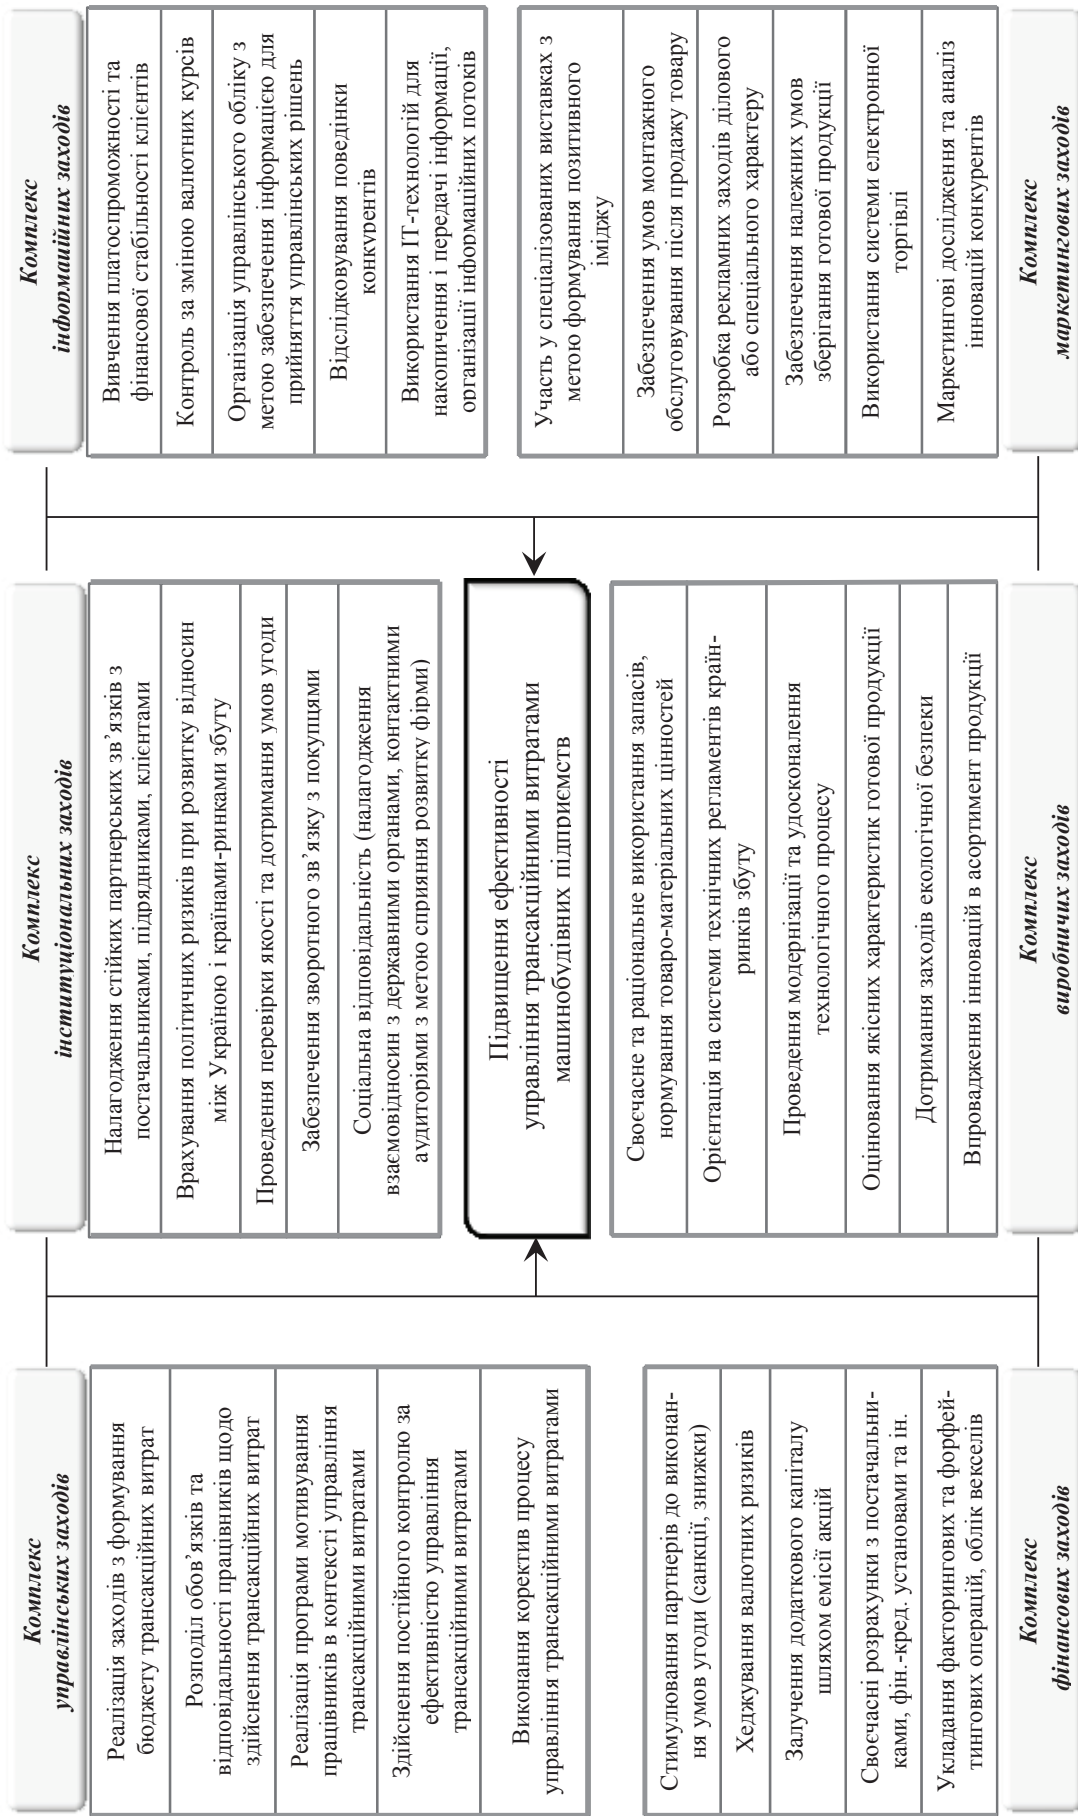 Комплекс
управлінських заходів
Реалізація заходів з формування
бюджету трансакційних витрат
Розподіл обов’язків та
відповідальності працівників щодо
здійснення трансакційних витрат
Реалізація програми мотивування
працівників в контексті управління
трансакційними витратами
Здійснення постійного контролю за
ефективністю управління
трансакційними витратами
Виконання коректив процесу
управління трансакційними витратами
Стимулювання партнерів до виконан-
ня умов угоди (санкції, знижки)
Хеджування валютних ризиків
Залучення додаткового капіталу
шляхом емісії акцій
Своєчасні розрахунки з постачальни-
ками, фін.-кред. установами та ін.
Укладання факторингових та форфей-
тингових операцій, облік векселів
Комплекс
фінансових заходів
Комплекс
інституціональних заходів
Налагодження стійких партнерських зв’язків з
постачальниками, підрядниками, клієнтами
Врахування політичних ризиків при розвитку відносин
між Україною і країнами-ринками збуту
Проведення перевірки якості та дотримання умов угоди
Забезпечення зворотного зв’язку з покупцями
Соціальна відповідальність (налагодження
взаємовідносин з державними органами, контактними
аудиторіями з метою сприяння розвитку фірми)
Підвищення ефективності
управління трансакційними витратами
машинобудівних підприємств
Своєчасне та раціональне використання запасів,
нормування товаро-матеріальних цінностей
Орієнтація на системи технічних регламентів країн-
ринків збуту
Проведення модернізації та удосконалення
технологічного процесу
Оцінювання якісних характеристик готової продукції
Дотримання заходів екологічної безпеки
Впровадження інновацій в асортимент продукції
Комплекс
виробничих заходів
Комплекс
інформаційних заходів
Вивчення платоспроможності та
фінансової стабільності клієнтів
Контроль за зміною валютних курсів
Організація управлінського обліку з
метою забезпечення інформацією для
прийняття управлінських рішень
Відслідковування поведінки
конкурентів
Використання ІТ-технологій для
накопичення і передачі інформації,
організації інформаційних потоків
Участь у спеціалізованих виставках з
метою формування позитивного
іміджу
Забезпечення умов монтажного
обслуговування після продажу товару
Розробка рекламних заходів ділового
або спеціального характеру
Забезпечення належних умов
зберігання готової продукції
Використання системи електронної
торгівлі
Маркетингові дослідження та аналіз
інновацій конкурентів
Комплекс
маркетингових заходів